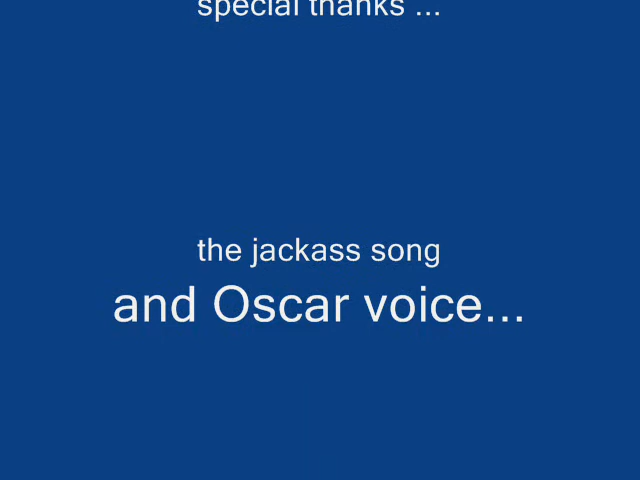 special thanks ...
the jackass song
and Oscar voice...